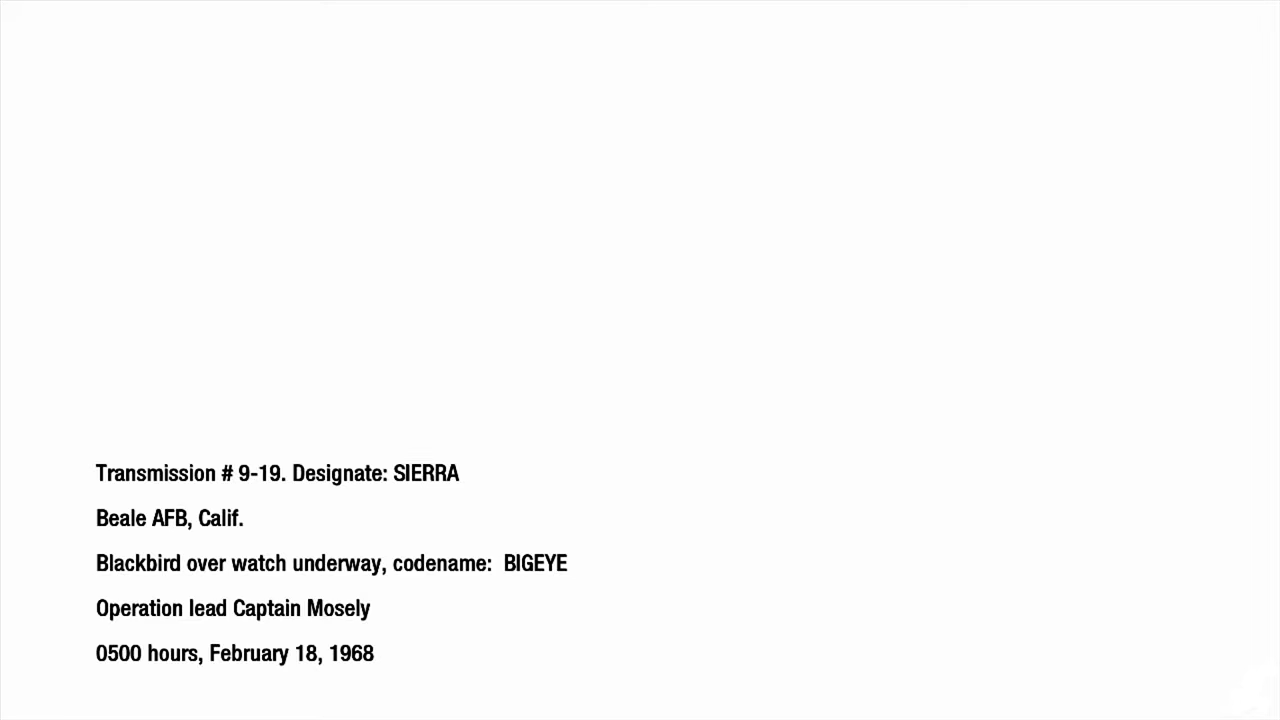 Transmission # 9-19. Designate: SIERRA
Beale AFB, Calif.
Blackbird over watch underway, codename:  BIGEYE
Operation lead Captain Mosely
0500 hours, February 18, 1968